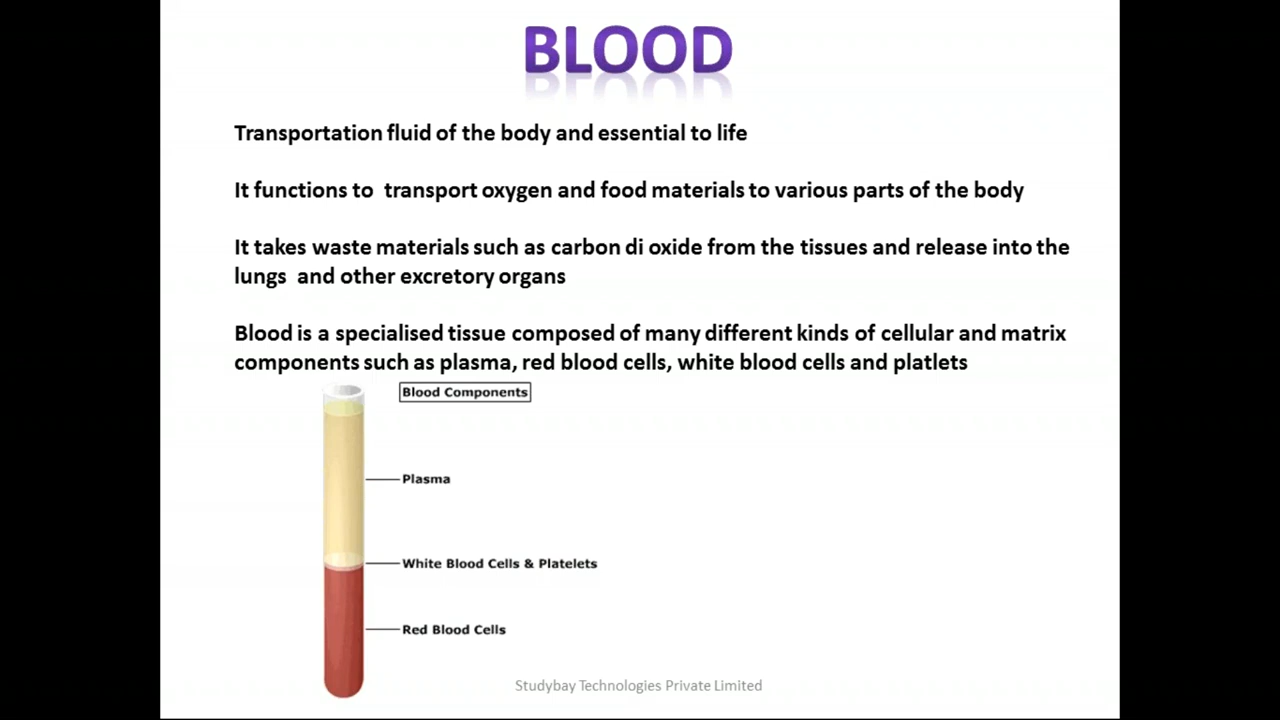 BLOOD
Transportation fluid of the body and essential to life
It functions to  transport oxygen and food materials to various parts of the body
It takes waste materials such as carbon di oxide from the tissues and release into the
lungs  and other excretory organs
Blood is a specialised tissue composed of many different kinds of cellular and matrix
components such as plasma, red blood cells, white blood cells and platlets
Blood Components
Plasma
White Blood Cells & Platelets
Red Blood Cells
Studybay Technologies Private Limited